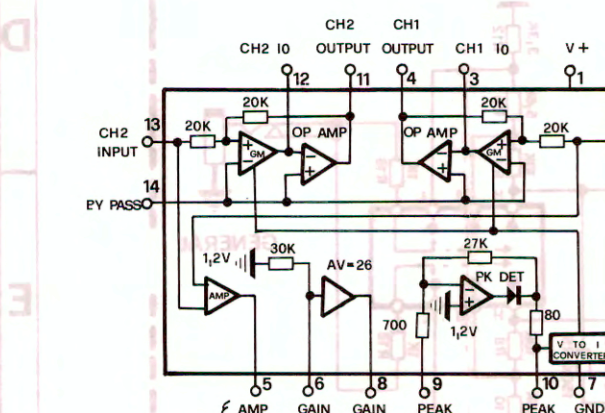 CH2 CH1
CH2 IO OUTPUT OUTPUT CH1 IO V+
12 11 4 3 1
20K 20K
13 20K OP AMP OP AMP 20K
CH2 INPUT
+ GM − − + − + + GM −
14
BY PASS
30K 27K
1,2V AV=26 PK DET
AMP − +
700 1,2V 80
V TO I
CONVERTER
5 6 8 9 10 7
AMP GAIN GAIN PEAK PEAK GND
GENERAL
E